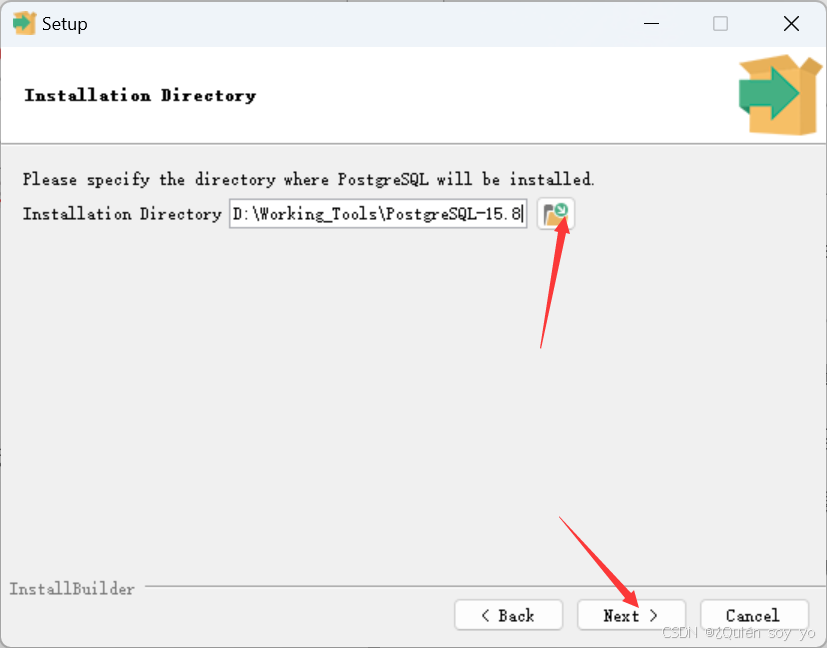 Setup
Installation Directory
Please specify the directory where PostgreSQL will be installed.
Installation Directory D:\Working_Tools\PostgreSQL-15.8
InstallBuilder
< Back Next > Cancel
CSDN @¿Quién soy yo